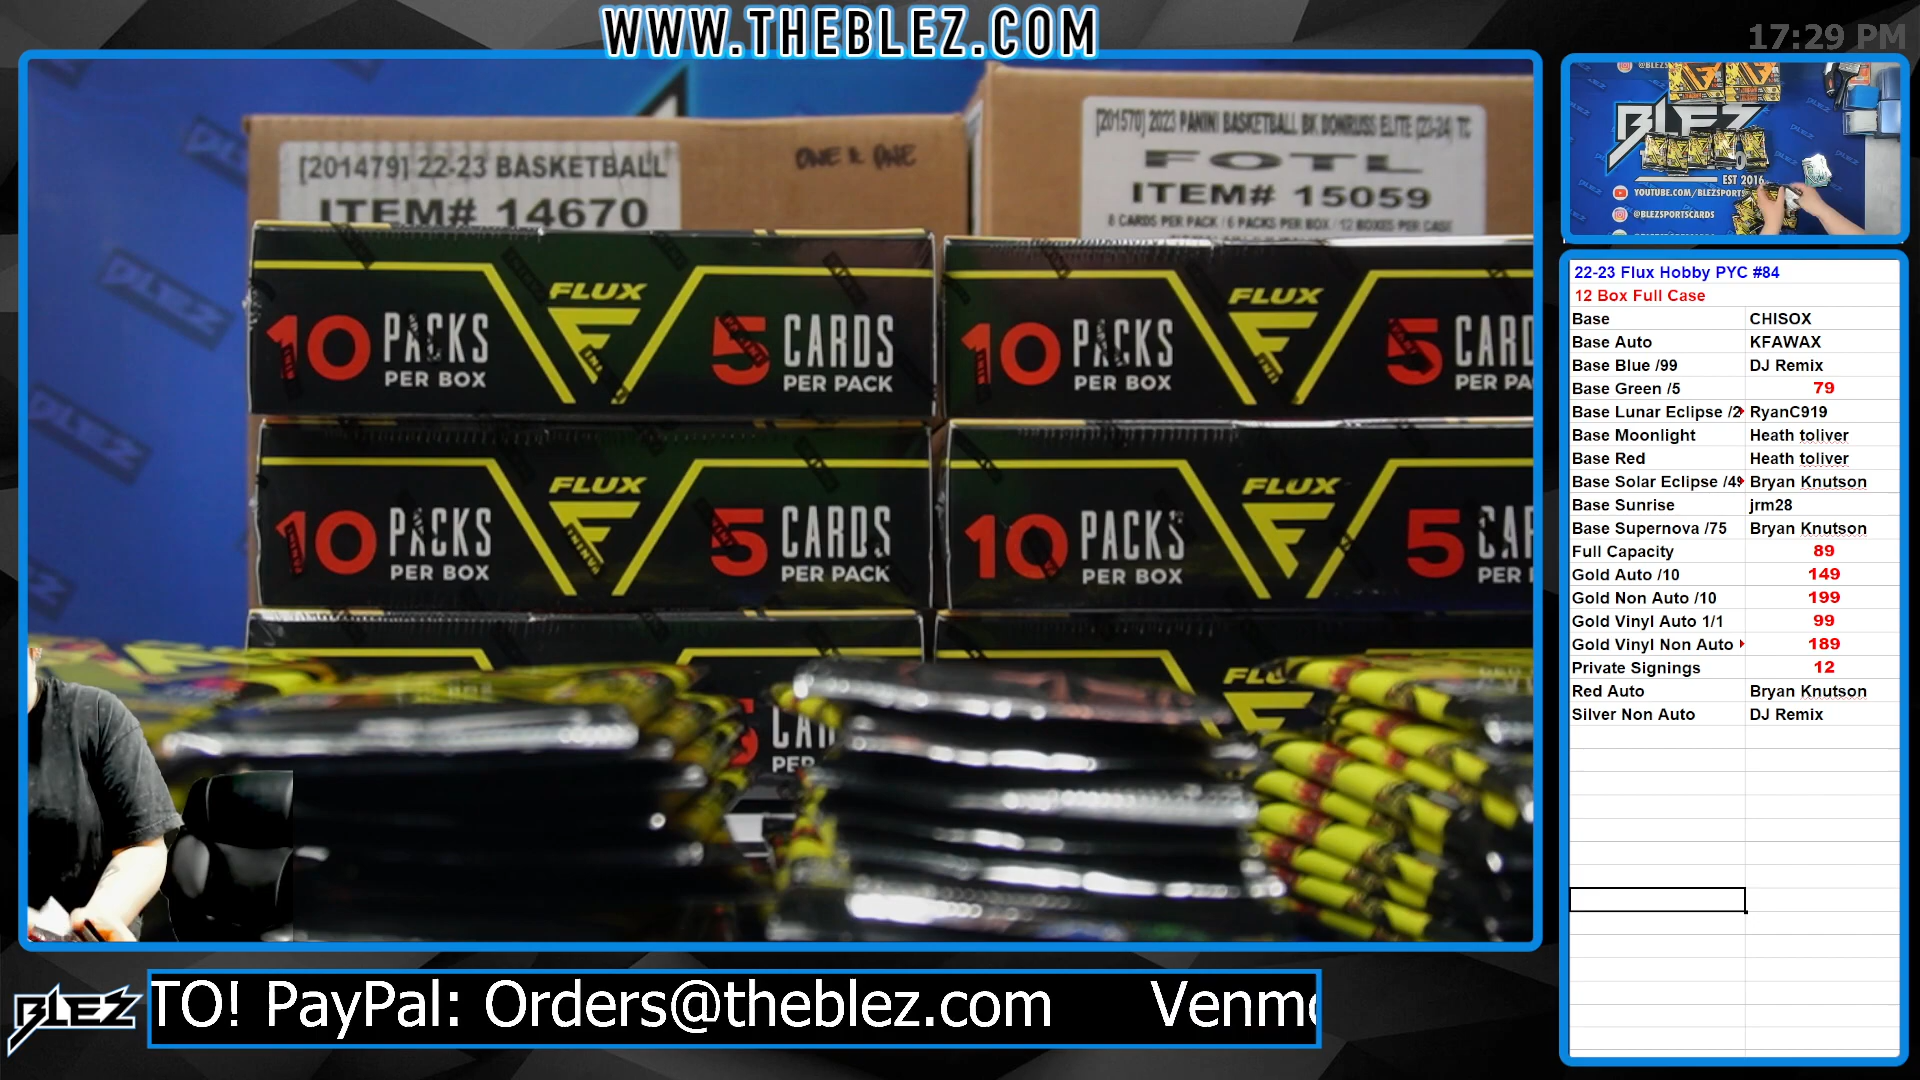 WWW.THEBLEZ.COM
17:29 PM
[201479] 22-23 BASKETBALL
ONE & ONE
ITEM# 14670
[201570] 2023 PANINI BASKETBALL BK DONRUSS ELITE (23-24) TC
FOTL
ITEM# 15059
8 CARDS PER PACK / 6 PACKS PER BOX / 12 BOXES PER CASE
10 PACKS PER BOX
FLUX
5 CARDS PER PACK
10 PACKS PER BOX
FLUX
5 CARD
PER PA
10 PACKS PER BOX
FLUX
5 CARDS PER PACK
10 PACKS PER BOX
FLUX
5 CAR
PER
BLEZ
EST 2016
YOUTUBE.COM/BLEZSPORTS
@BLEZSPORTSCARDS
22-23 Flux Hobby PYC #84
12 Box Full Case
Base CHISOX
Base Auto KFAWAX
Base Blue /99 DJ Remix
Base Green /5 79
Base Lunar Eclipse /2 RyanC919
Base Moonlight Heath toliver
Base Red Heath toliver
Base Solar Eclipse /49 Bryan Knutson
Base Sunrise jrm28
Base Supernova /75 Bryan Knutson
Full Capacity 89
Gold Auto /10 149
Gold Non Auto /10 199
Gold Vinyl Auto 1/1 99
Gold Vinyl Non Auto 189
Private Signings 12
Red Auto Bryan Knutson
Silver Non Auto DJ Remix
BLEZ
TO! PayPal: Orders@theblez.com Venmo